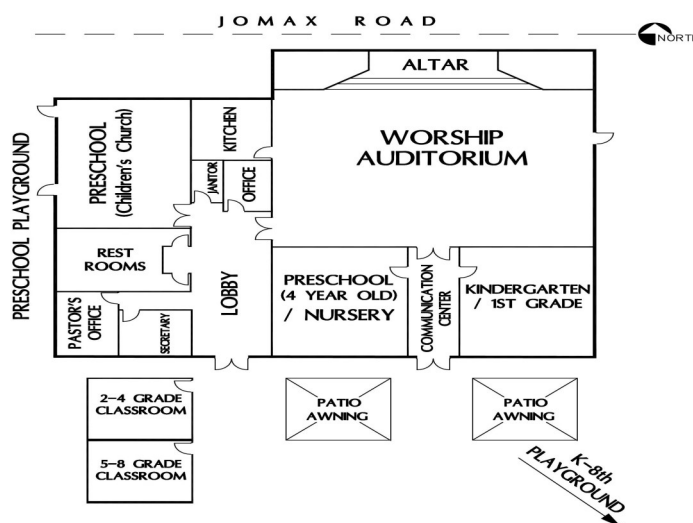 JOMAX ROAD
NORTH
ALTAR
WORSHIP
AUDITORIUM
KITCHEN
PRESCHOOL
(Children's Church)
PRESCHOOL PLAYGROUND
JANITOR
OFFICE
REST
ROOMS
LOBBY
PASTOR'S
OFFICE
SECRETARY
PRESCHOOL
(4 YEAR OLD)
/ NURSERY
COMMUNICATION
CENTER
KINDERGARTEN
/ 1ST GRADE
2-4 GRADE
CLASSROOM
5-8 GRADE
CLASSROOM
PATIO
AWNING
PATIO
AWNING
K-8th
PLAYGROUND